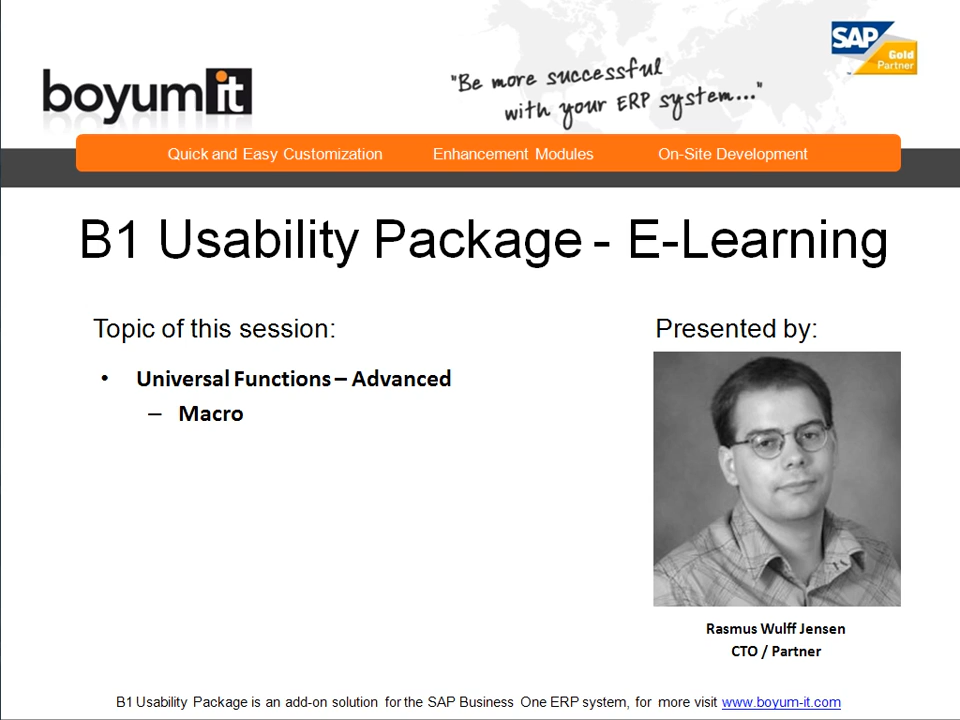 SAP
Gold
Partner
boyum it
"Be more successful
with your ERP system..."
Quick and Easy Customization Enhancement Modules On-Site Development
B1 Usability Package - E-Learning
Topic of this session:
• Universal Functions – Advanced
– Macro
Presented by:
Rasmus Wulff Jensen
CTO / Partner
B1 Usability Package is an add-on solution for the SAP Business One ERP system, for more visit www.boyum-it.com